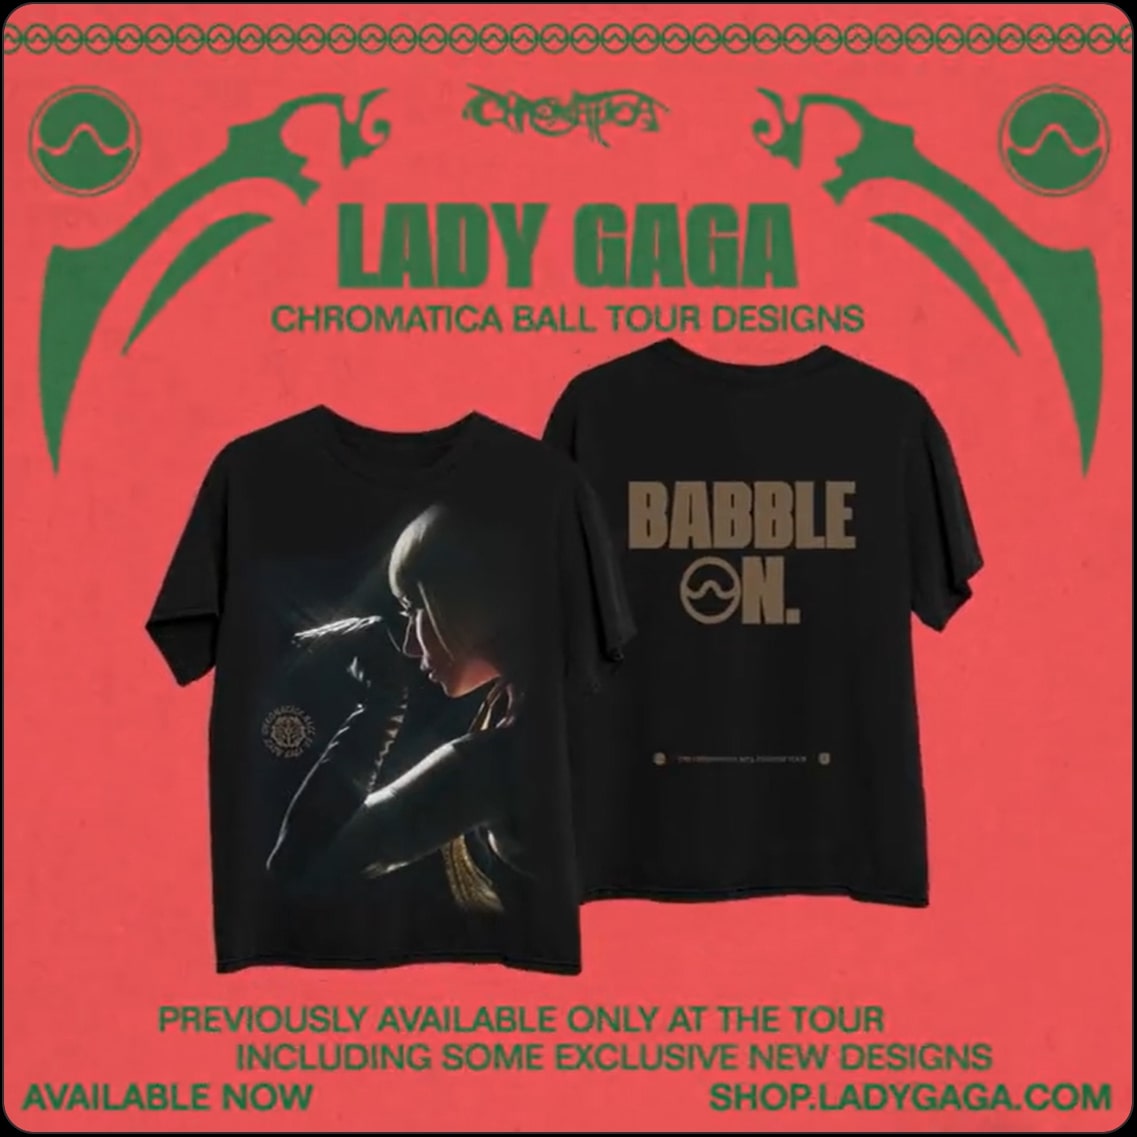 CHROMATICA
LADY GAGA
CHROMATICA BALL TOUR DESIGNS
BABBLE
ON.
PREVIOUSLY AVAILABLE ONLY AT THE TOUR
INCLUDING SOME EXCLUSIVE NEW DESIGNS
AVAILABLE NOW
SHOP.LADYGAGA.COM